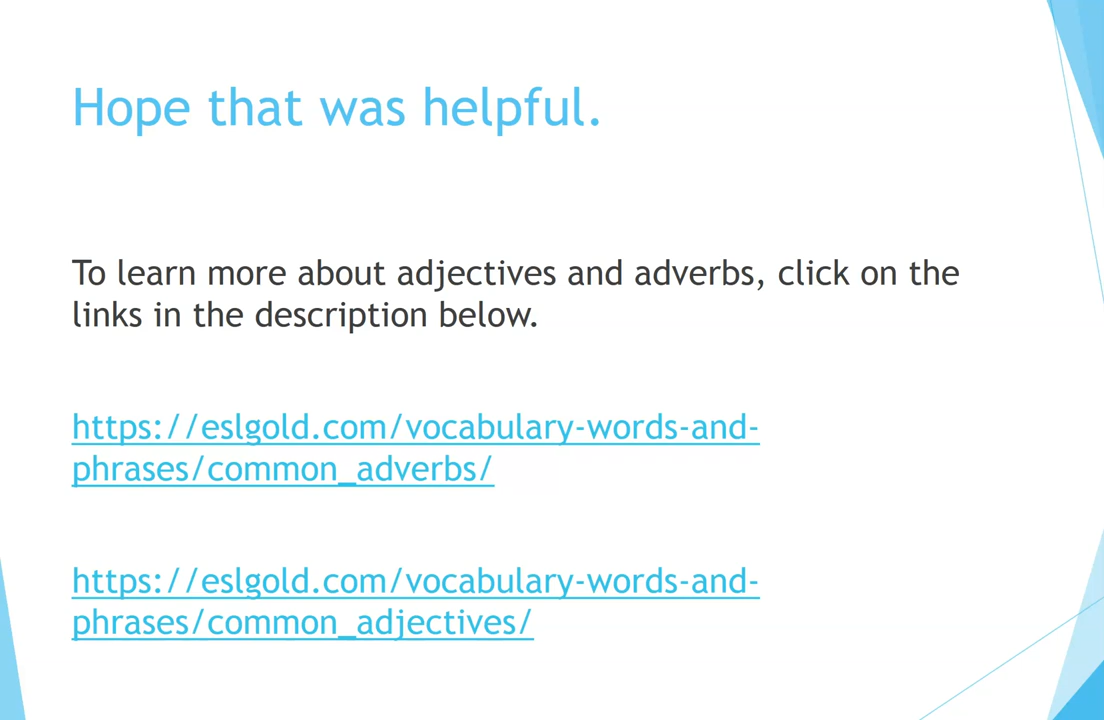 Hope that was helpful.
To learn more about adjectives and adverbs, click on the
links in the description below.
https://eslgold.com/vocabulary-words-and-
phrases/common_adverbs/
https://eslgold.com/vocabulary-words-and-
phrases/common_adjectives/